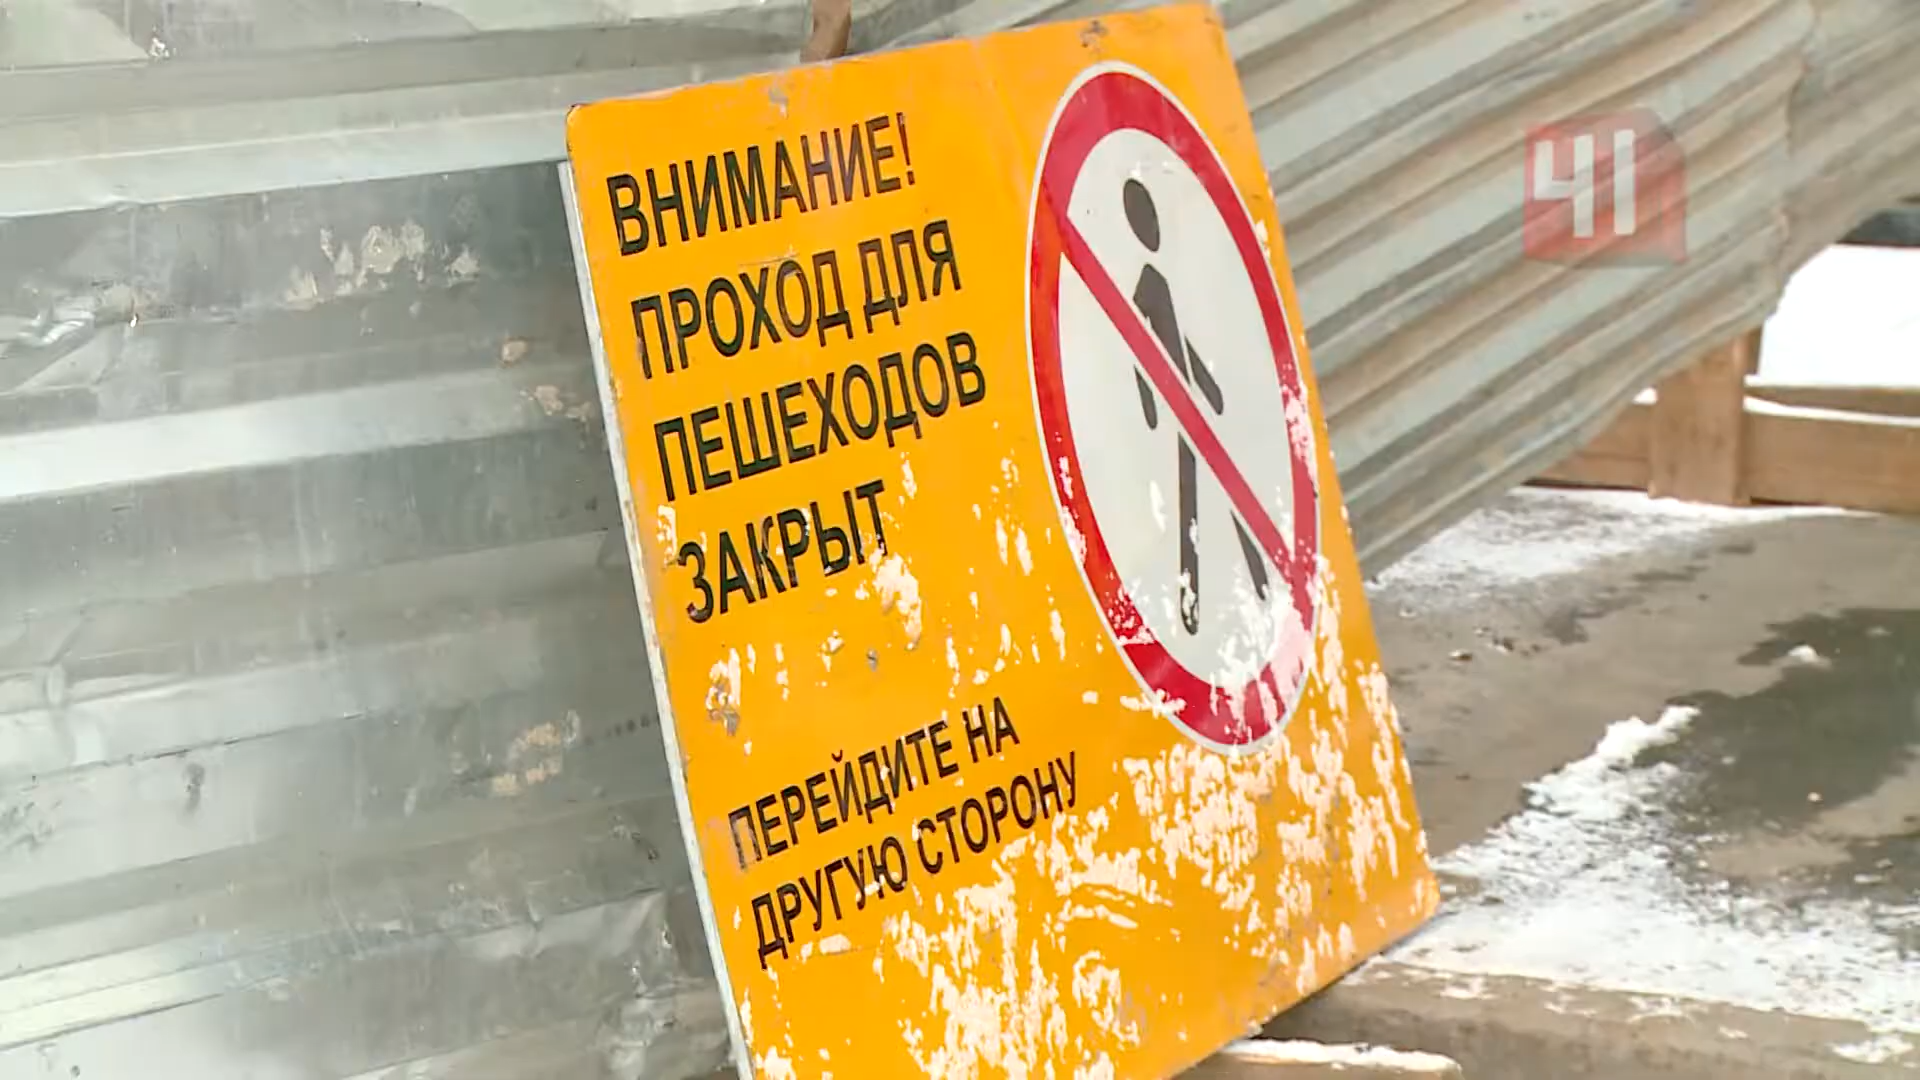 ВНИМАНИЕ!
ПРОХОД ДЛЯ
ПЕШЕХОДОВ
ЗАКРЫТ
ПЕРЕЙДИТЕ НА
ДРУГУЮ СТОРОНУ
41